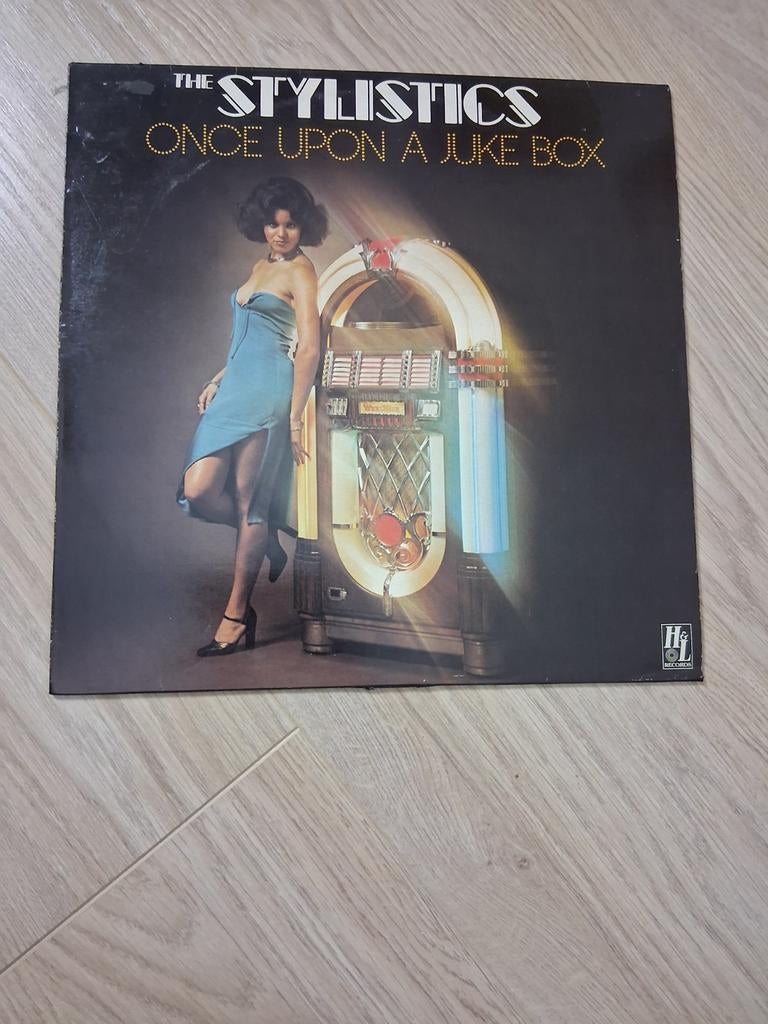 THE STYLISTICS
ONCE UPON A JUKE BOX
H&L
RECORDS